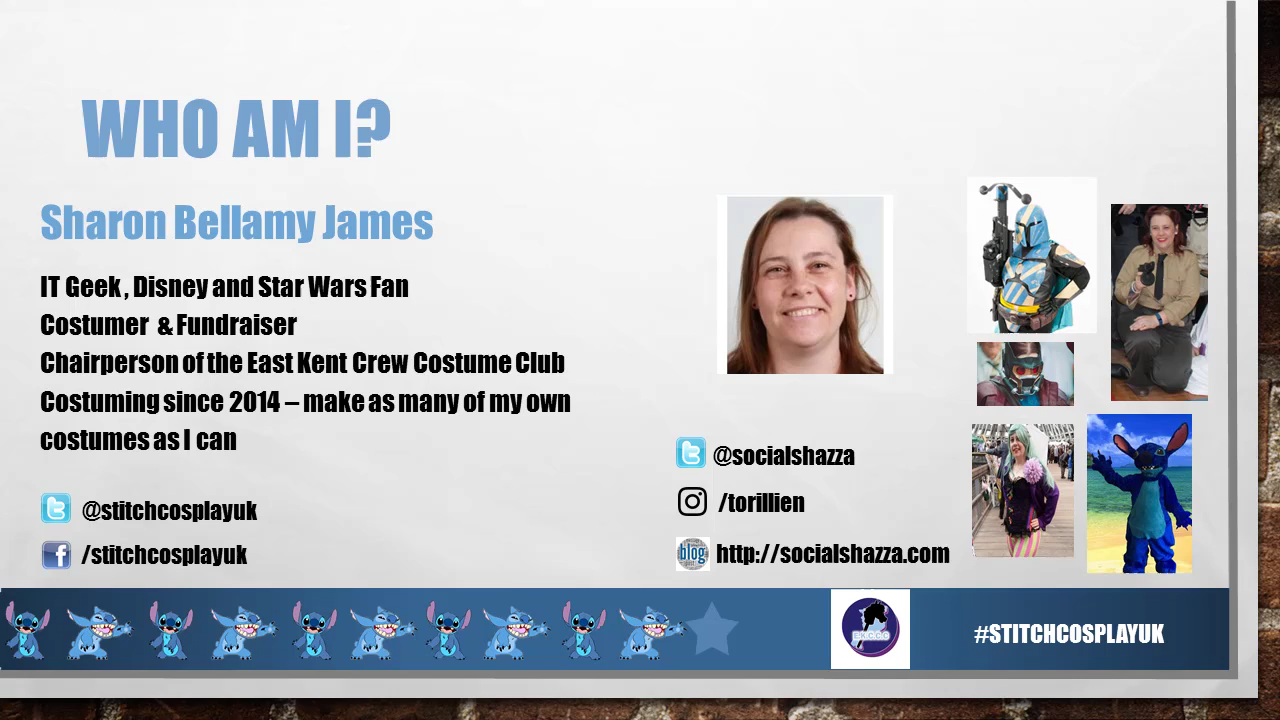 WHO AM I?
Sharon Bellamy James
IT Geek, Disney and Star Wars Fan
Costumer & Fundraiser
Chairperson of the East Kent Crew Costume Club
Costuming since 2014 – make as many of my own
costumes as I can
@stitchcosplayuk
/stitchcosplayuk
@socialshazza
/torillien
blog
http://socialshazza.com
EKCCC
#STITCHCOSPLAYUK